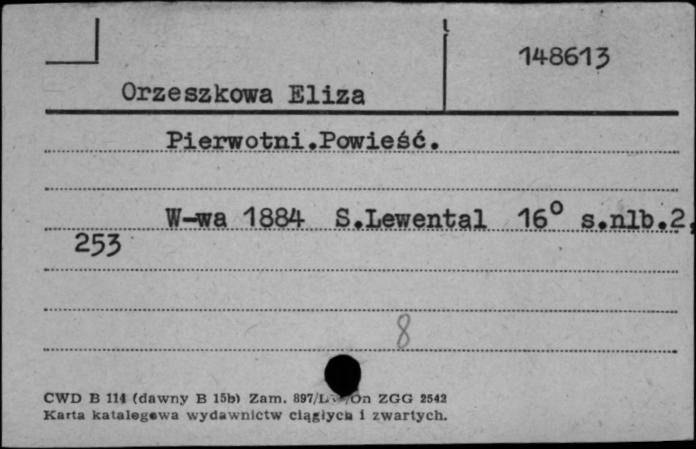 148613
Orzeszkowa Eliza
Pierwotni.Powieść.
W-wa 1884 S.Lewental 16° s.nlb.2,
253
8
CWD B 114 (dawny B 15b) Zam. On ZGG 2542
Karta katalogowa wydawnictw ciągłych i zwartych.